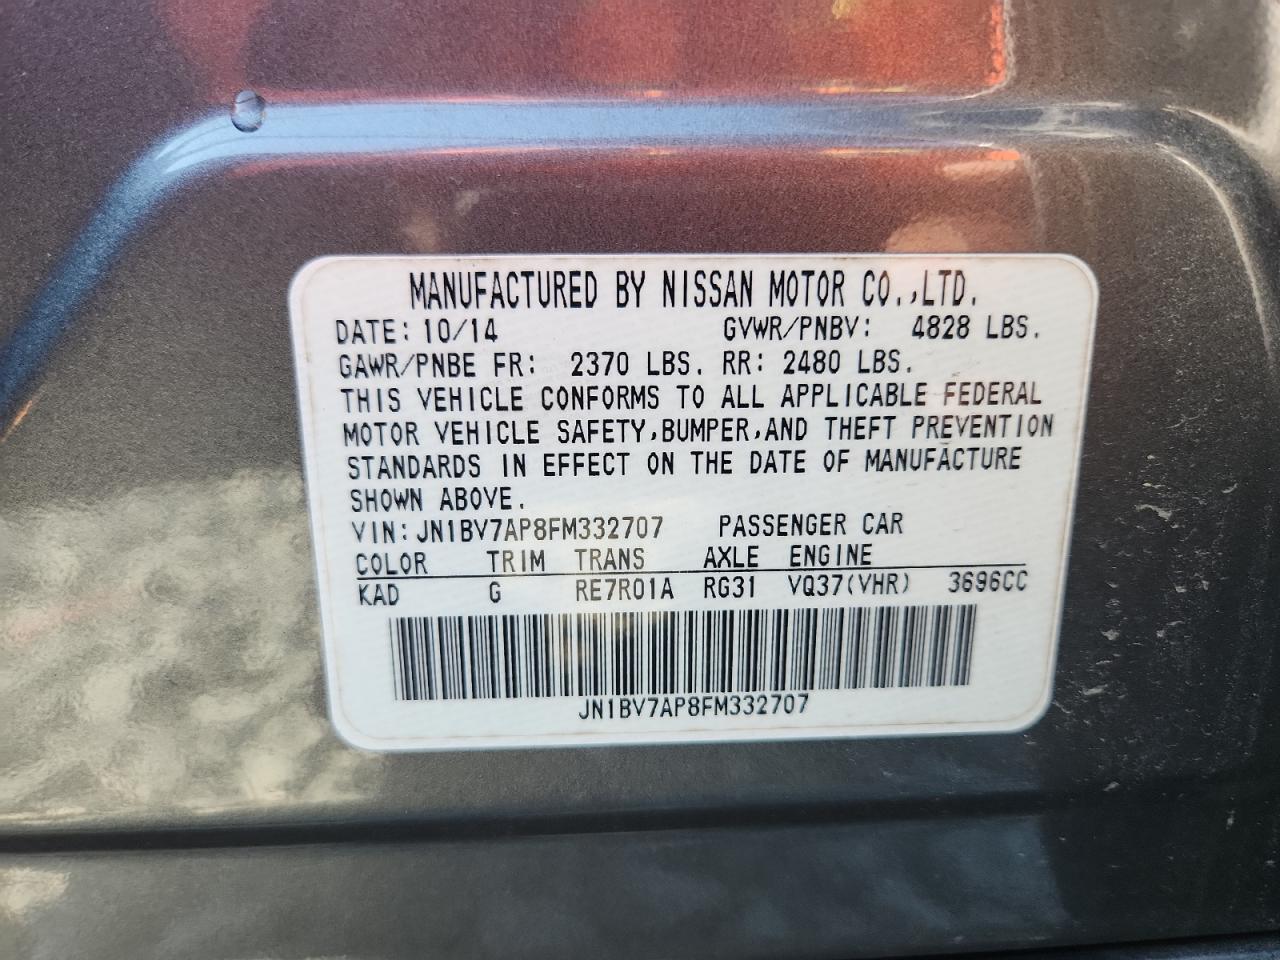 MANUFACTURED BY NISSAN MOTOR CO.,LTD.
DATE: 10/14 GVWR/PNBV: 4828 LBS.
GAWR/PNBE FR: 2370 LBS. RR: 2480 LBS.
THIS VEHICLE CONFORMS TO ALL APPLICABLE FEDERAL
MOTOR VEHICLE SAFETY,BUMPER,AND THEFT PREVENTION
STANDARDS IN EFFECT ON THE DATE OF MANUFACTURE
SHOWN ABOVE.
VIN: JN1BV7AP8FM332707 PASSENGER CAR
COLOR TRIM TRANS AXLE ENGINE
KAD G RE7R01A RG31 VQ37(VHR) 3696CC
JN1BV7AP8FM332707